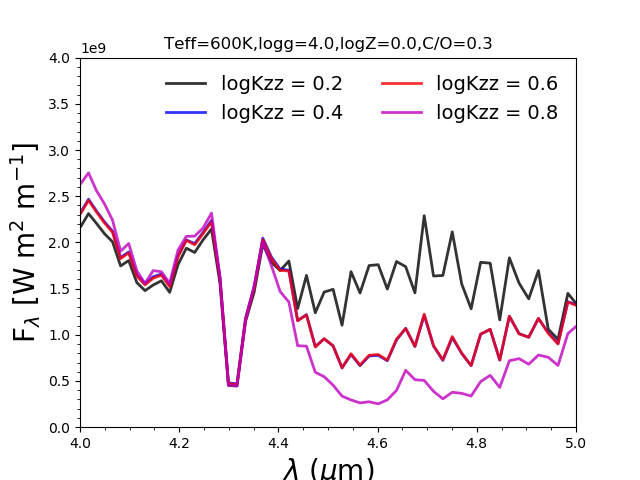 Teff=600K,logg=4.0,logZ=0.0,C/O=0.3
1e9
4.0
3.5
3.0
2.5
2.0
1.5
1.0
0.5
0.0
F_λ [W m² m⁻¹]
logKzz = 0.2
logKzz = 0.4
logKzz = 0.6
logKzz = 0.8
4.0 4.2 4.4 4.6 4.8 5.0
λ (μm)